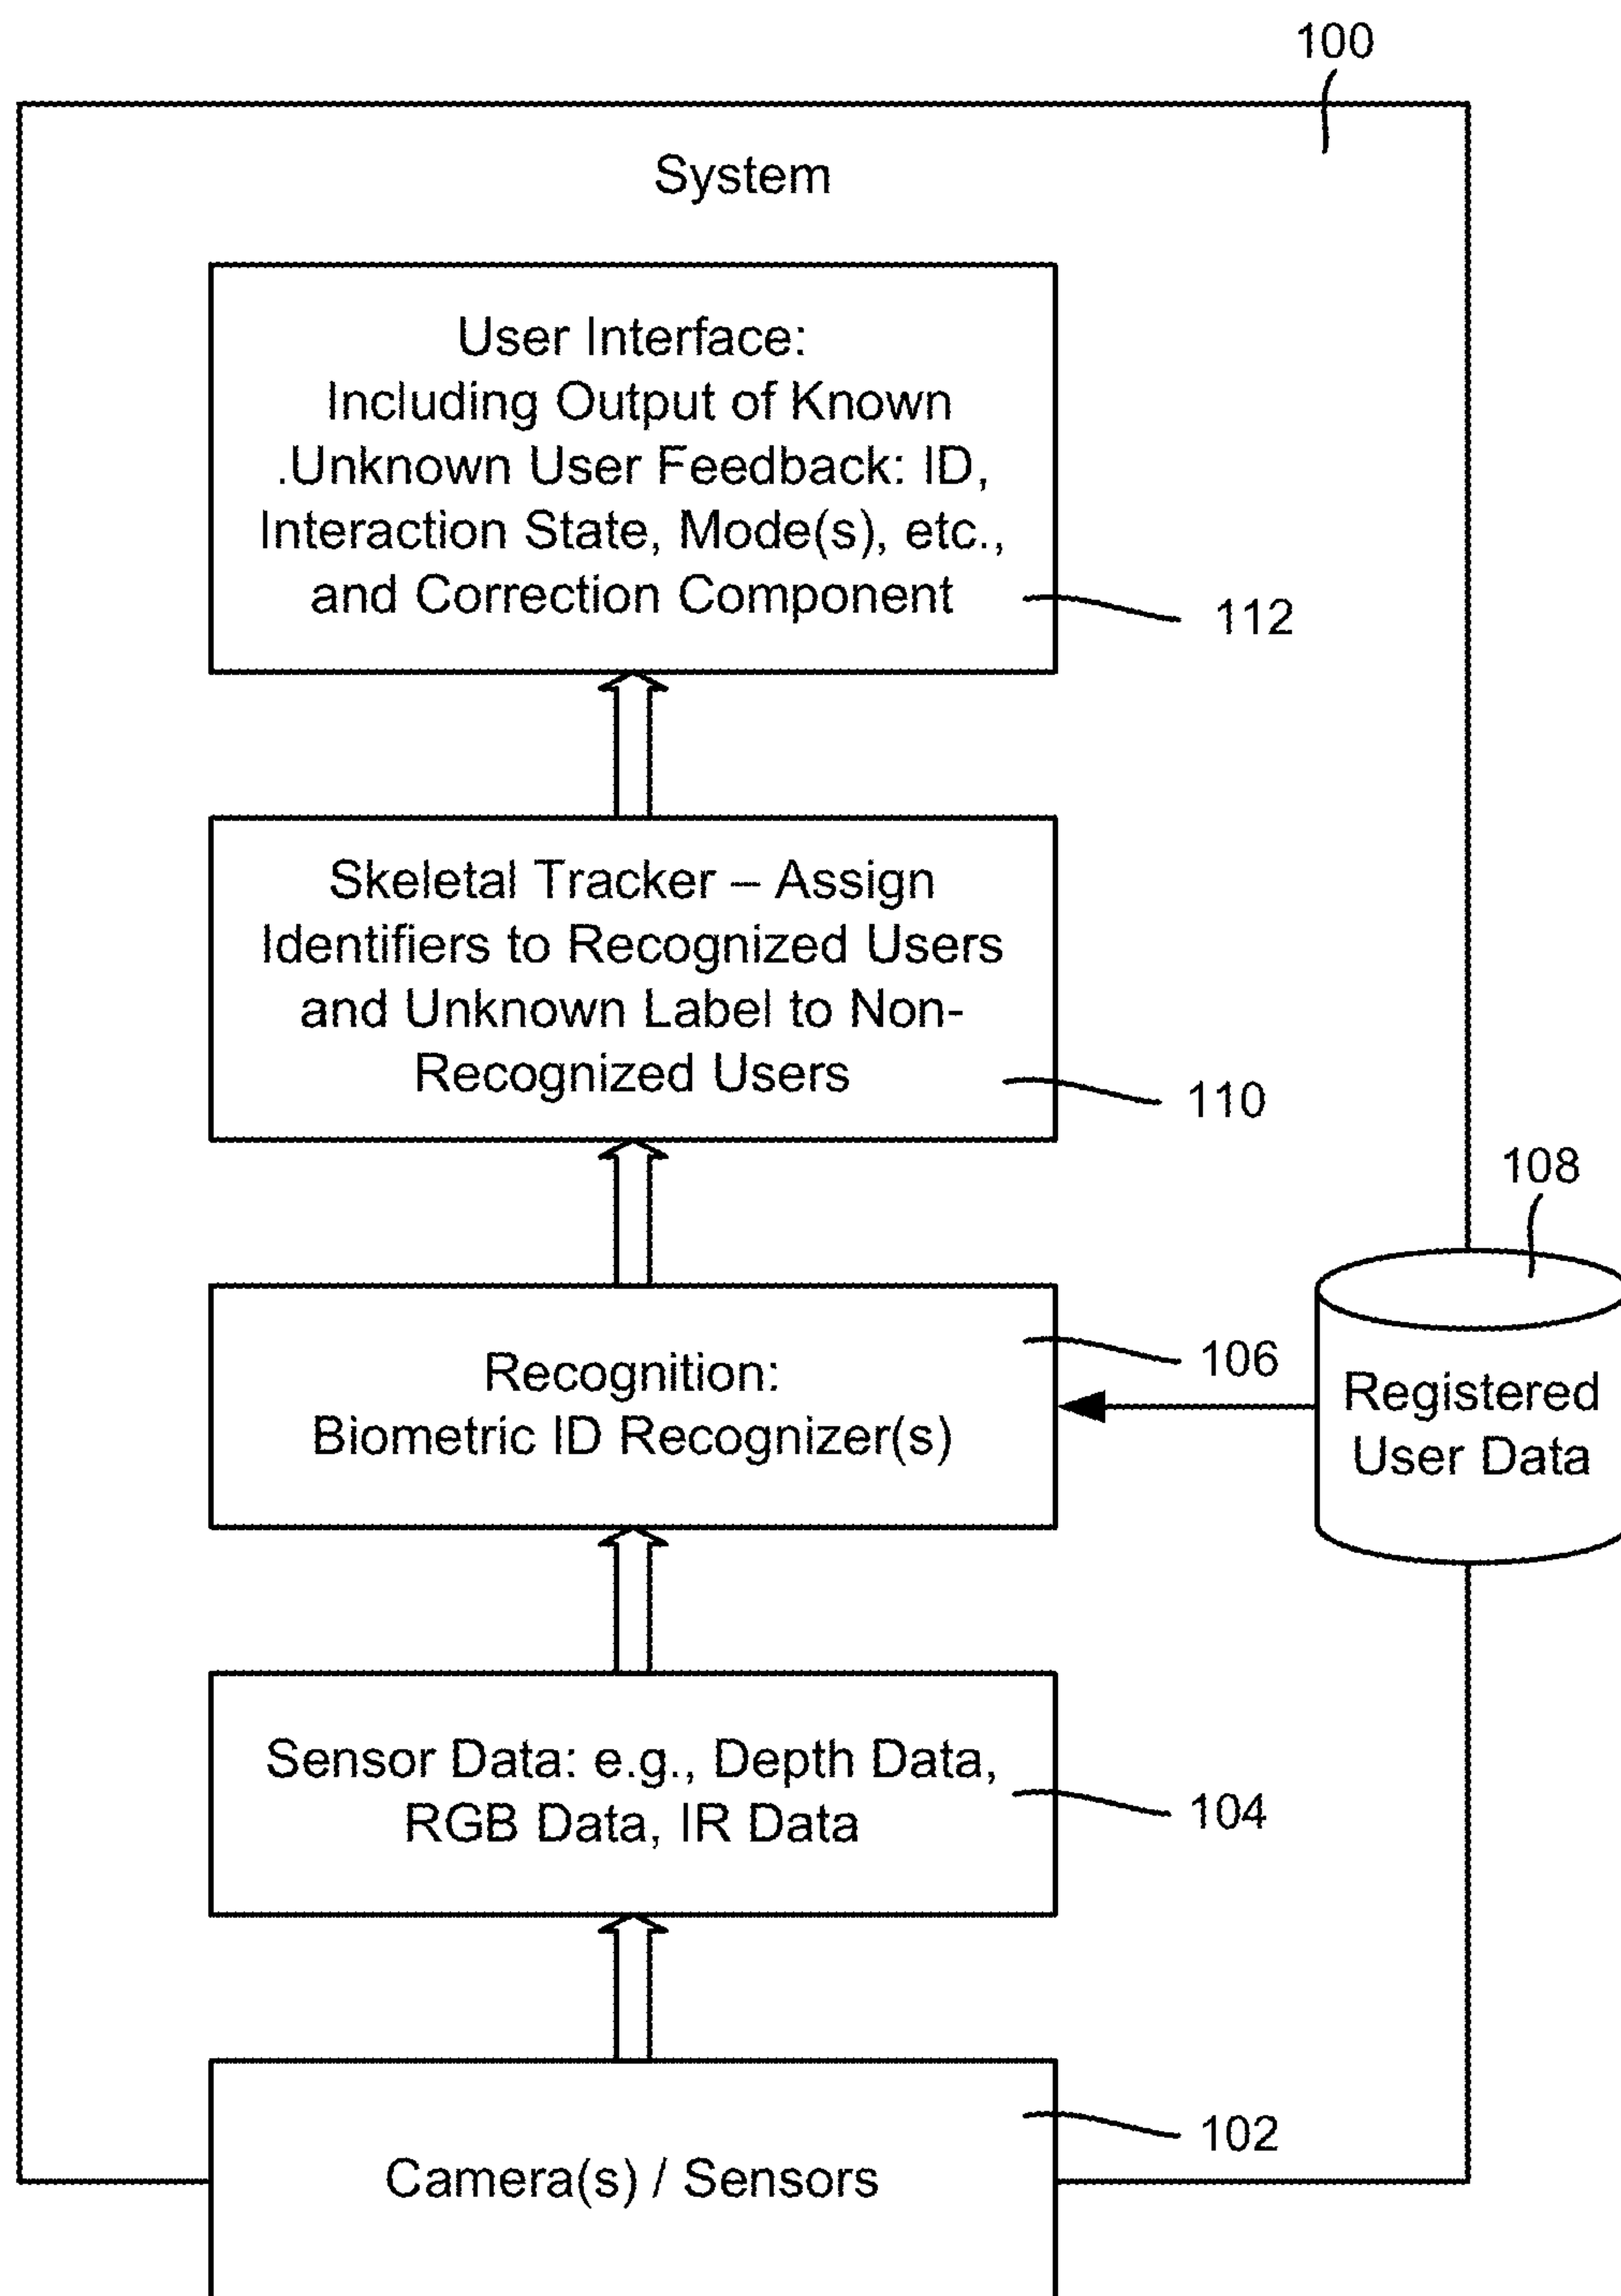 100
System
User Interface:
Including Output of Known
.Unknown User Feedback: ID,
Interaction State, Mode(s), etc.,
and Correction Component
112
Skeletal Tracker – Assign
Identifiers to Recognized Users
and Unknown Label to Non-
Recognized Users
110
108
Recognition:
Biometric ID Recognizer(s)
106
Registered
User Data
Sensor Data: e.g., Depth Data,
RGB Data, IR Data
104
102
Camera(s) / Sensors